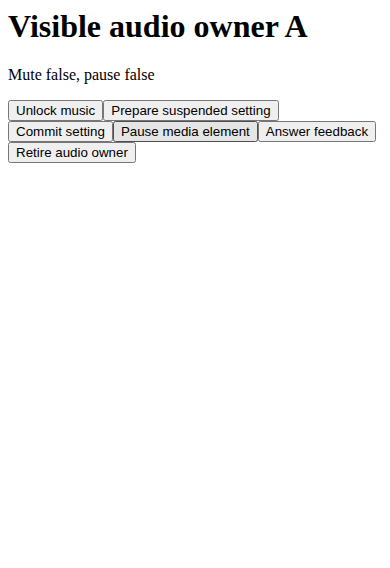 Visible audio owner A
Mute false, pause false
Unlock music Prepare suspended setting
Commit setting Pause media element Answer feedback
Retire audio owner